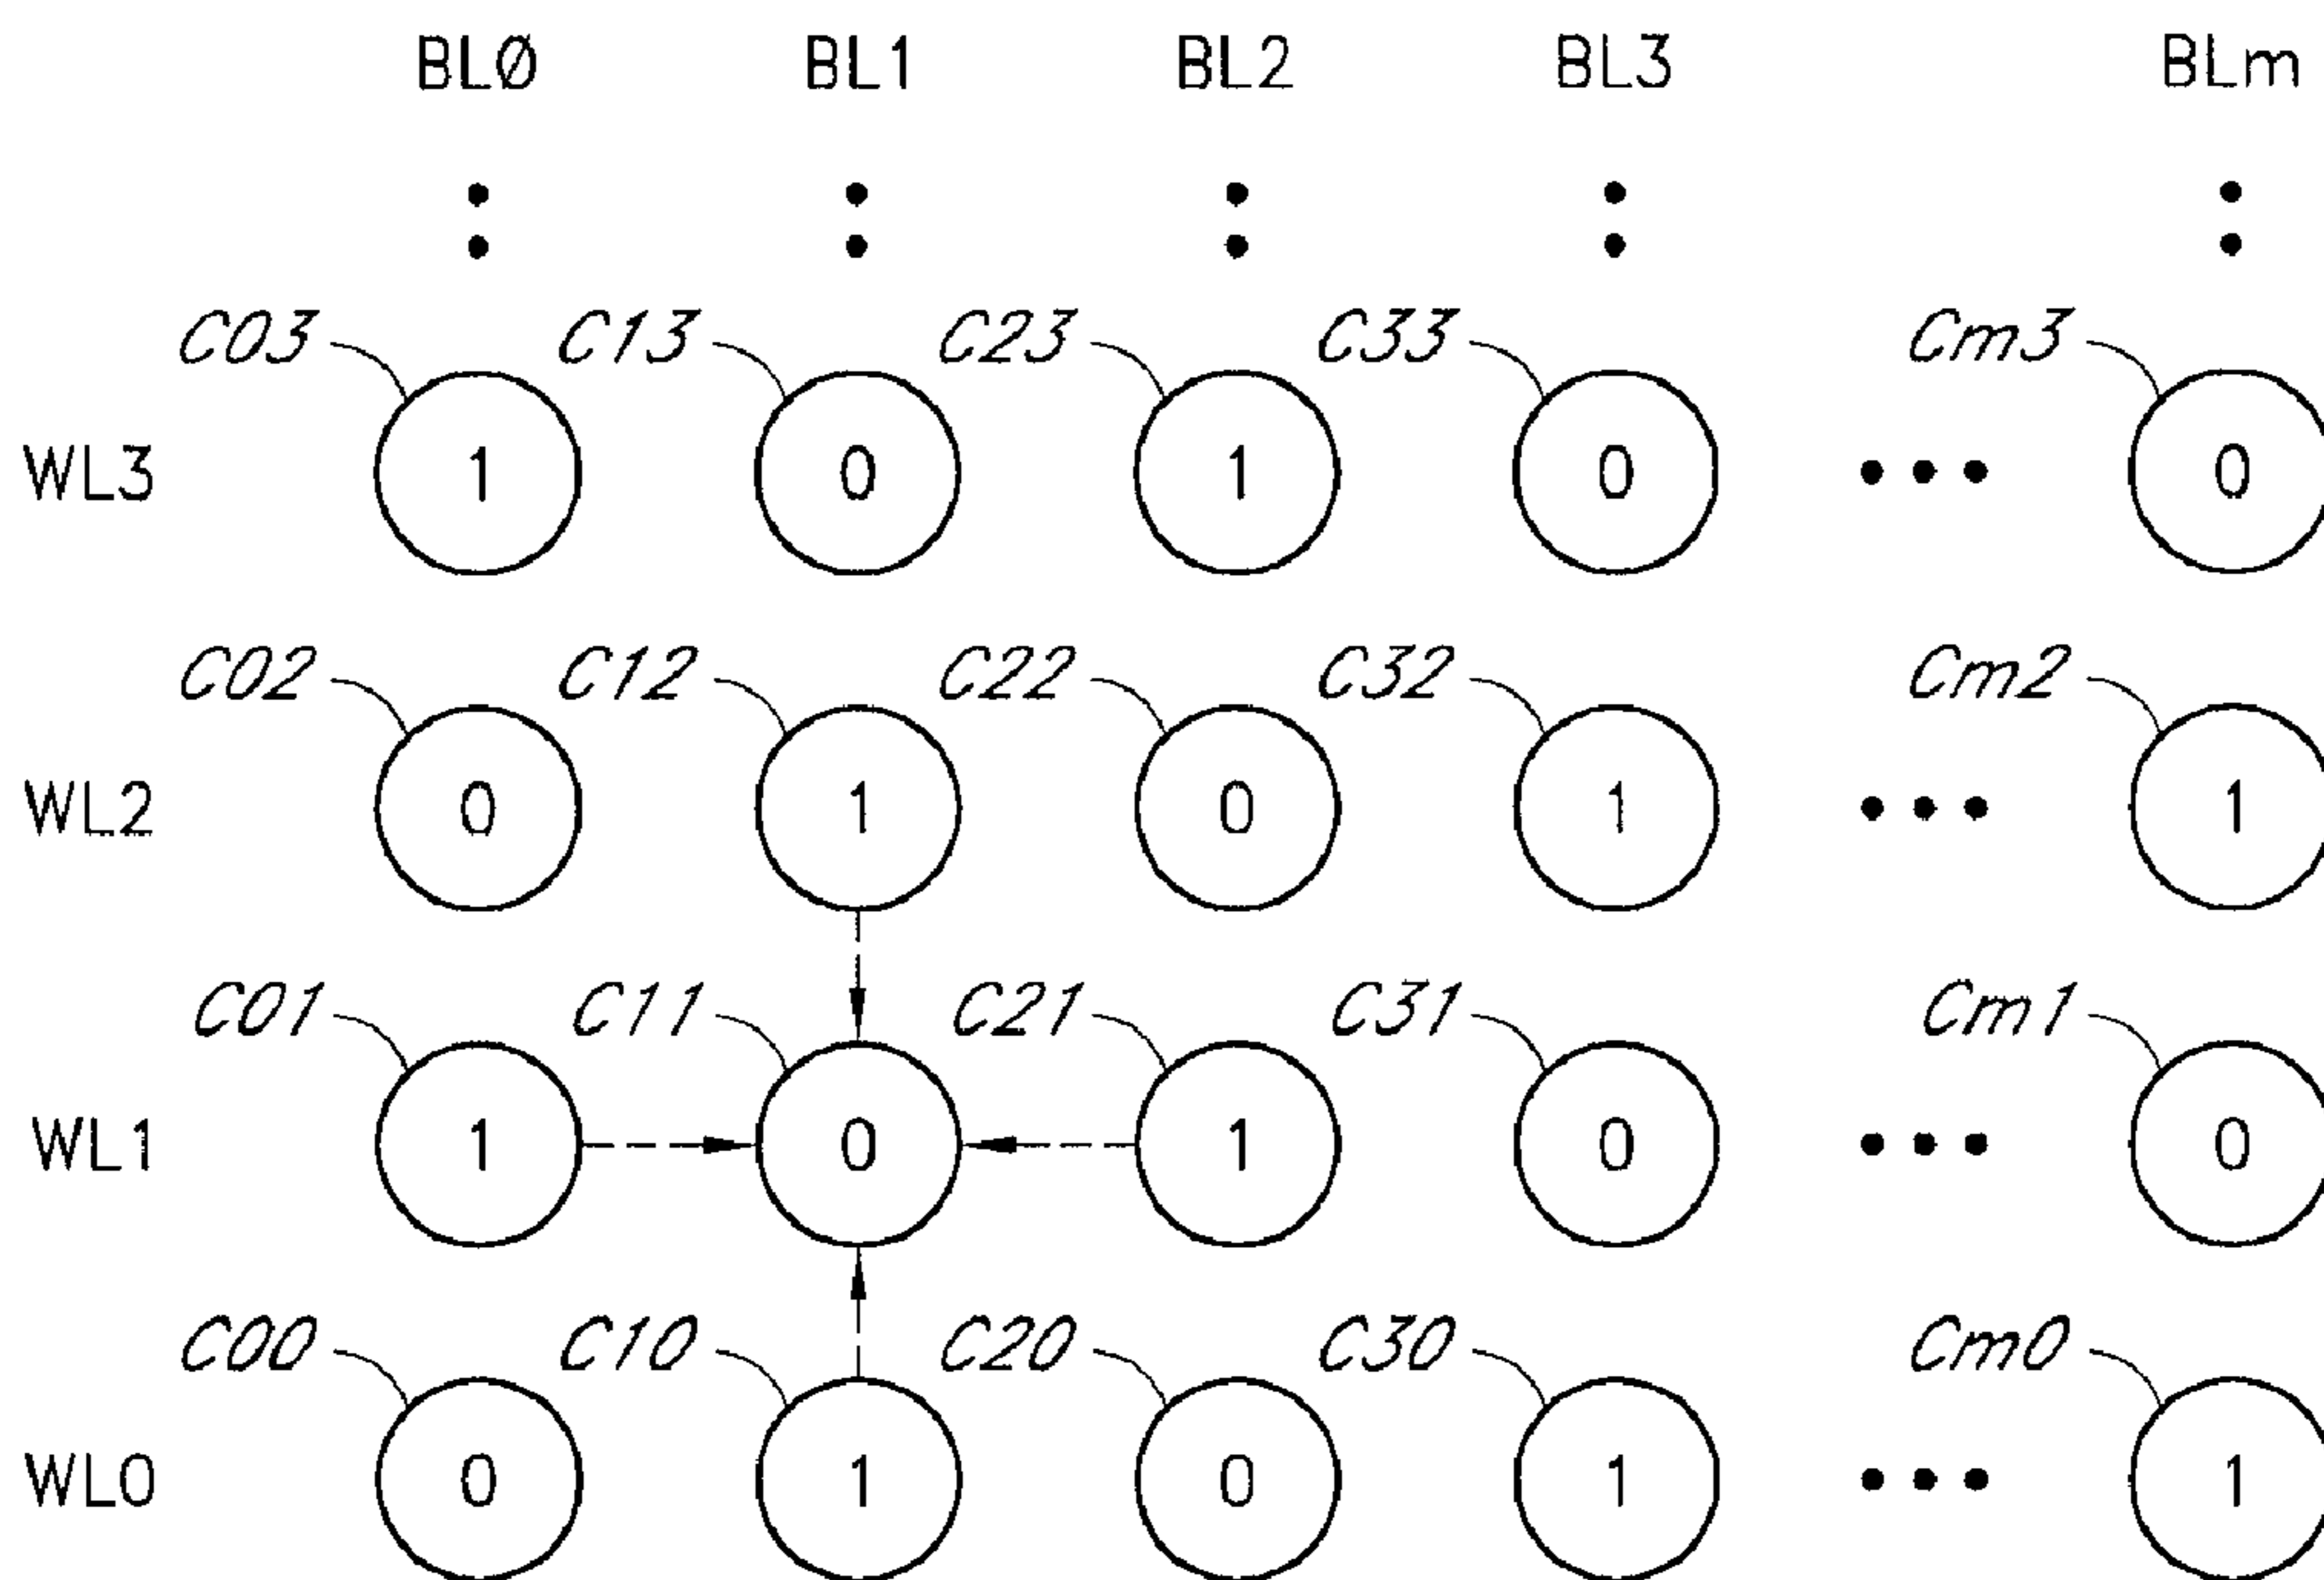 BLØ BL1 BL2 BL3 BLm
C03 C13 C23 C33 Cm3
WL3 1 0 1 0 0
C02 C12 C22 C32 Cm2
WL2 0 1 0 1 1
C01 C11 C21 C31 Cm1
WL1 1 0 1 0 0
C00 C10 C20 C30 Cm0
WL0 0 1 0 1 1